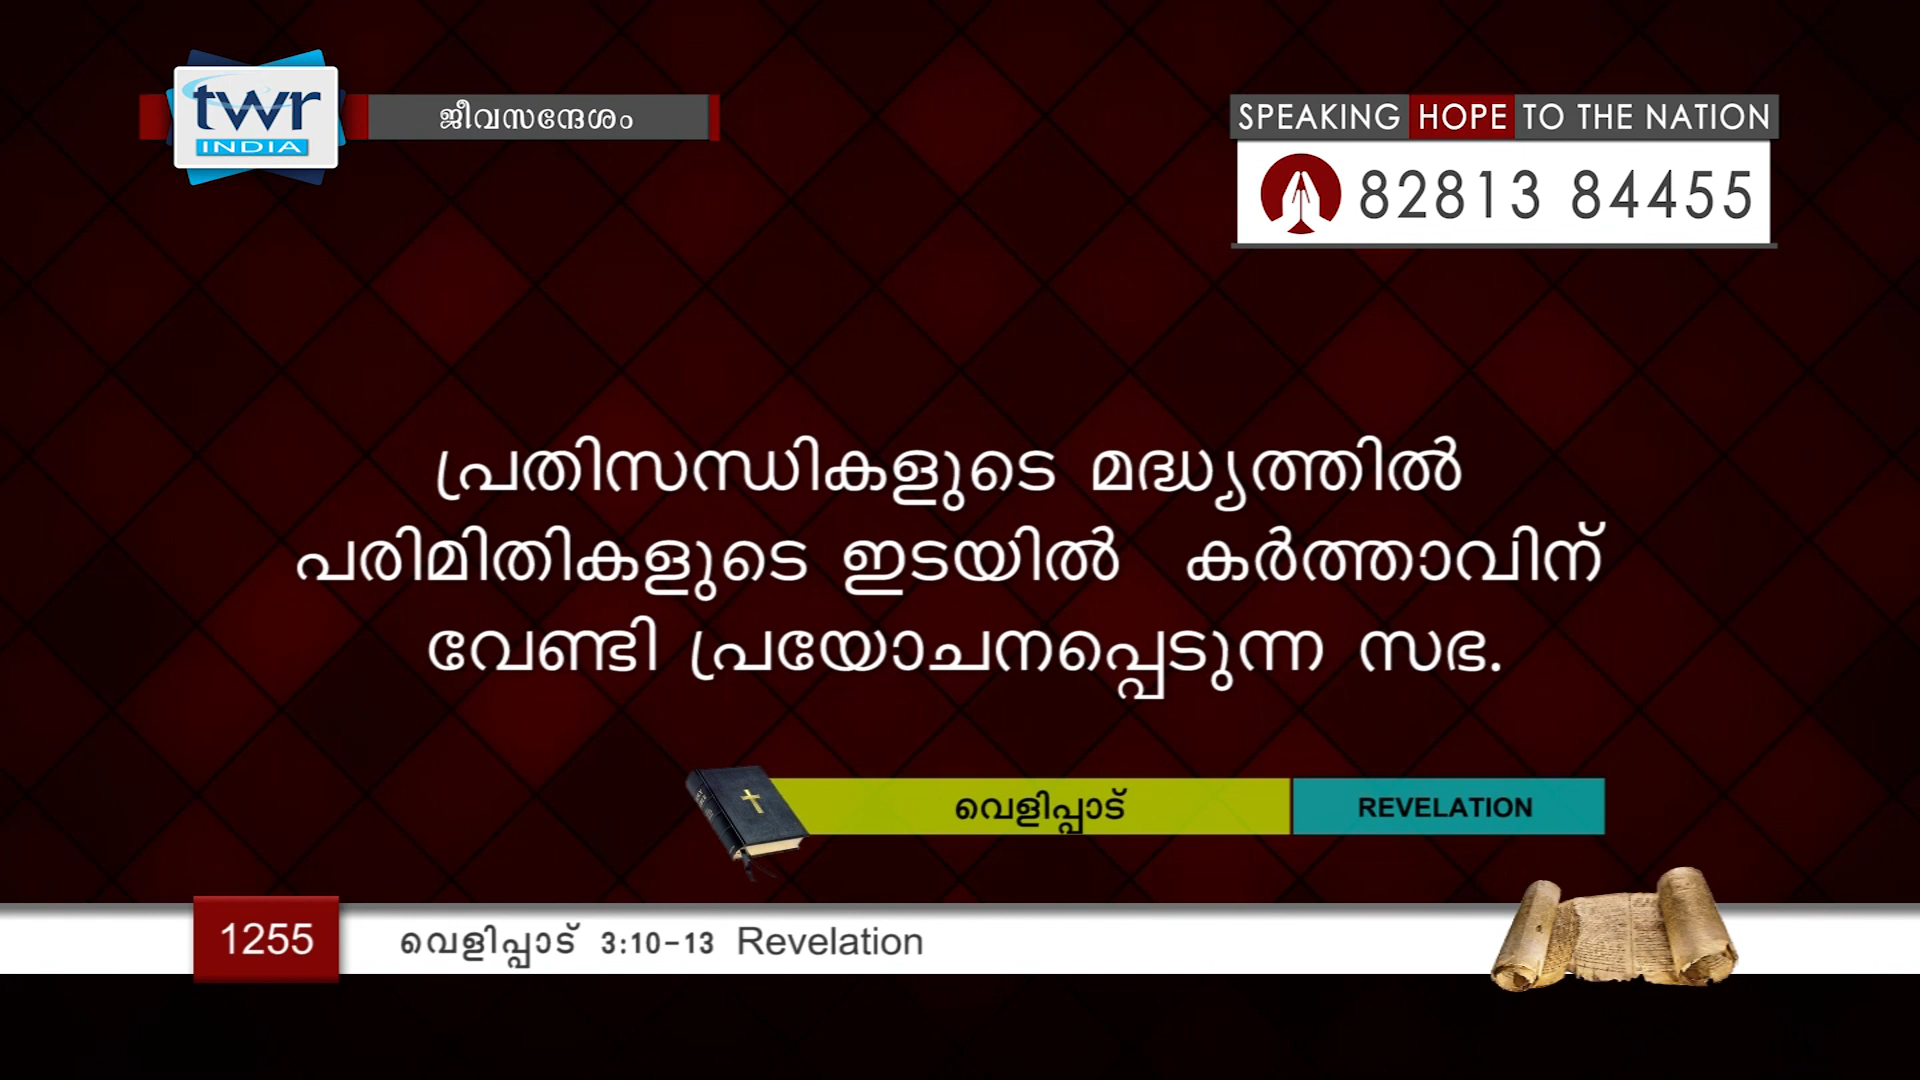 twr
INDIA
ജീവസന്ദേശം
SPEAKING HOPE TO THE NATION
82813 84455
പ്രതിസന്ധികളുടെ മദ്ധ്യത്തിൽ
പരിമിതികളുടെ ഇടയിൽ കർത്താവിന്
വേണ്ടി പ്രയോചനപ്പെടുന്ന സഭ.
വെളിപ്പാട് REVELATION
1255 വെളിപ്പാട് 3:10-13 Revelation